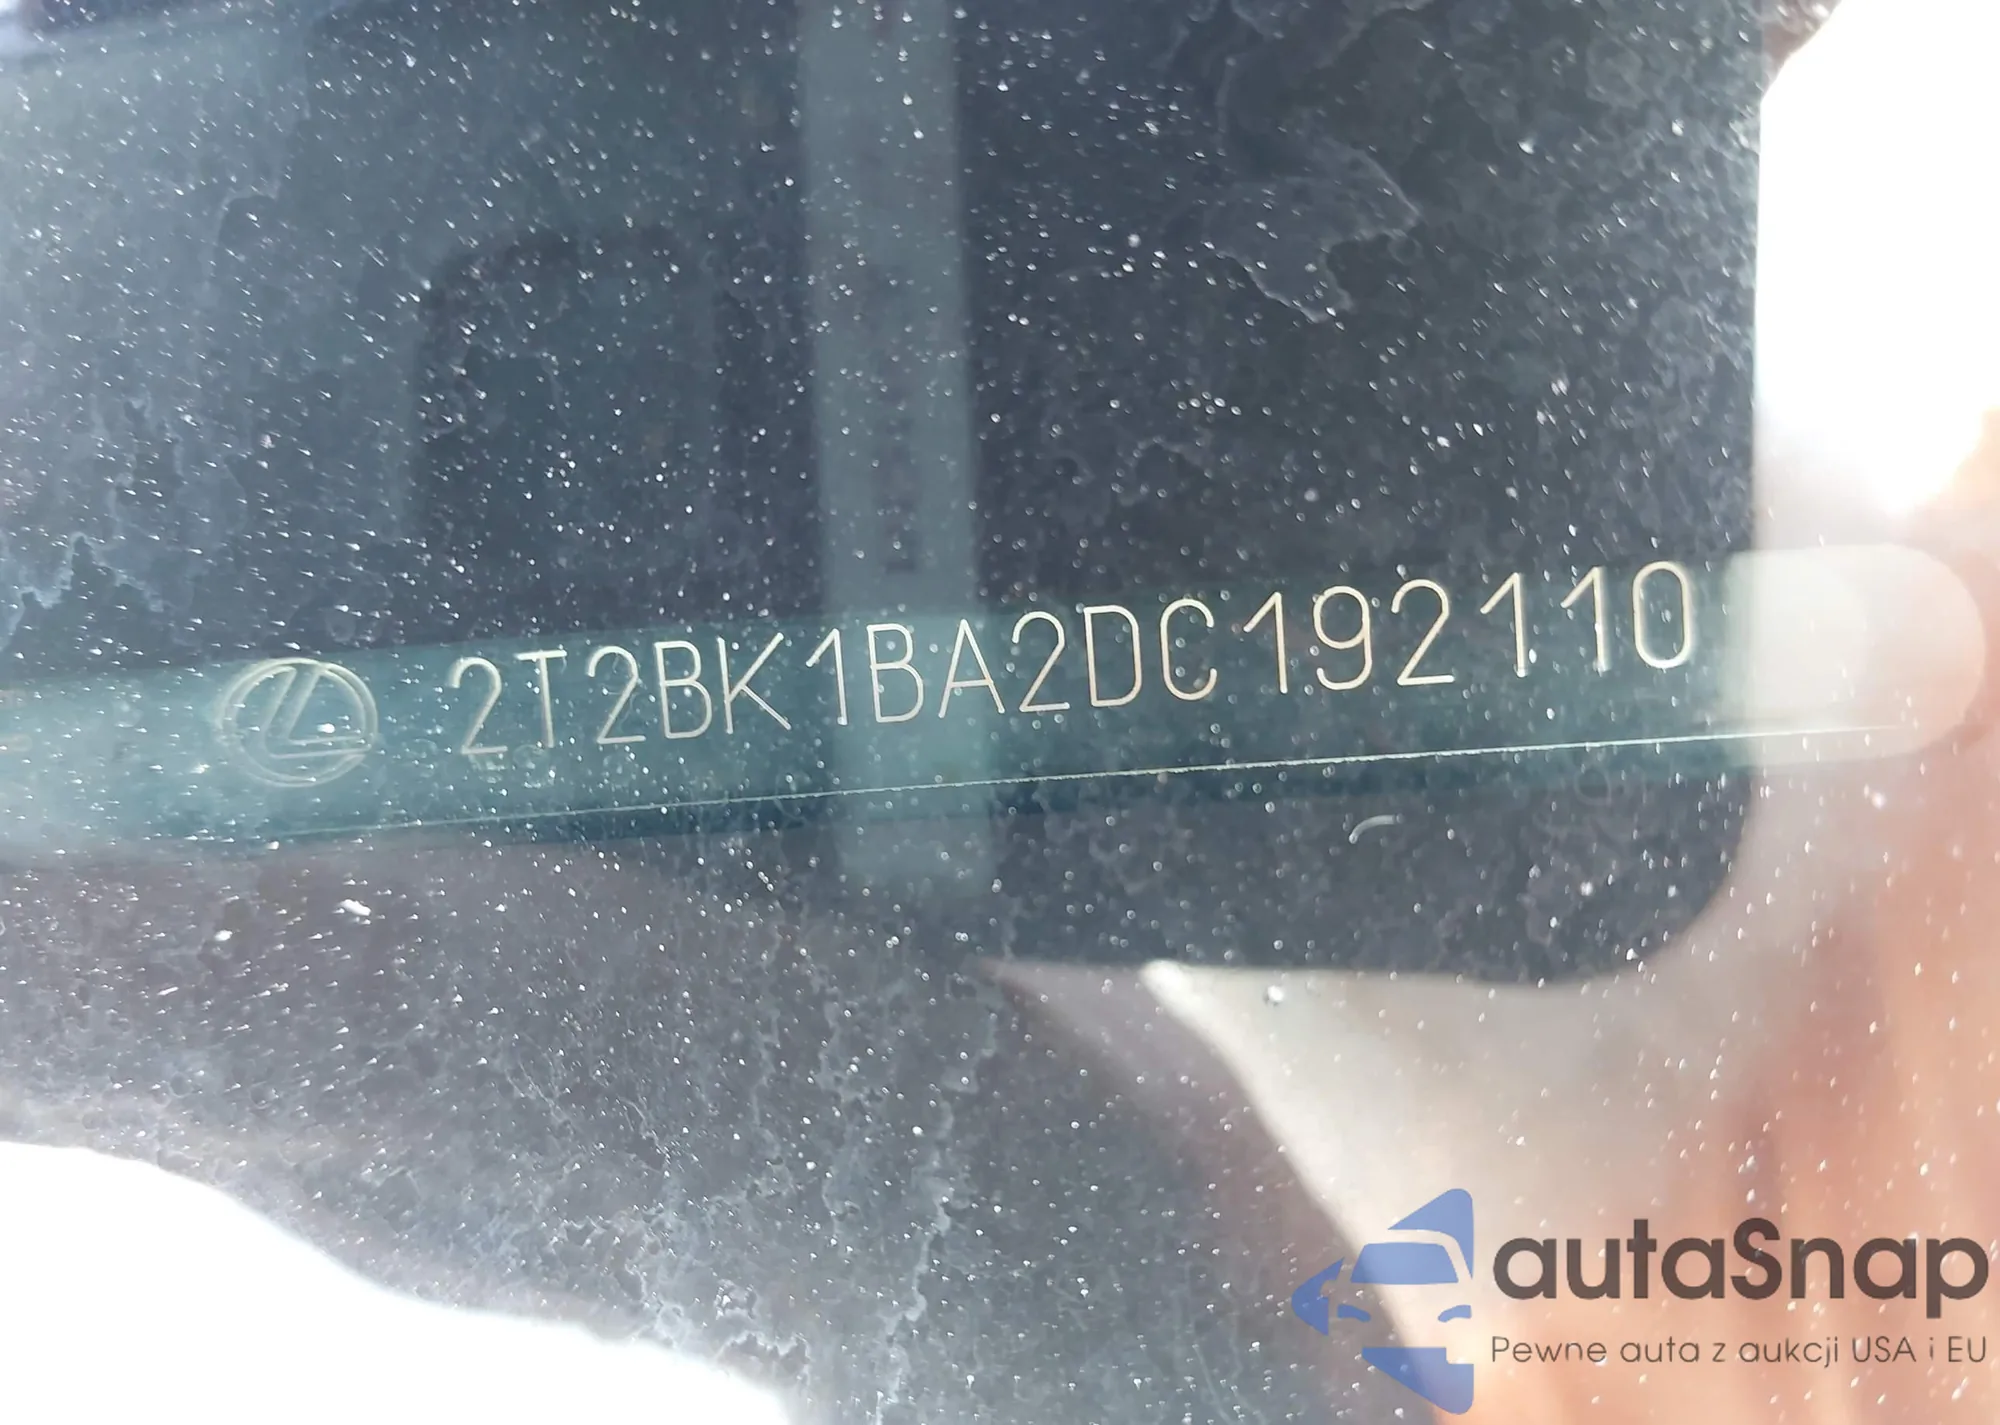 2T2BK1BA2DC192110
autaSnap
Pewne auta z aukcji USA i EU